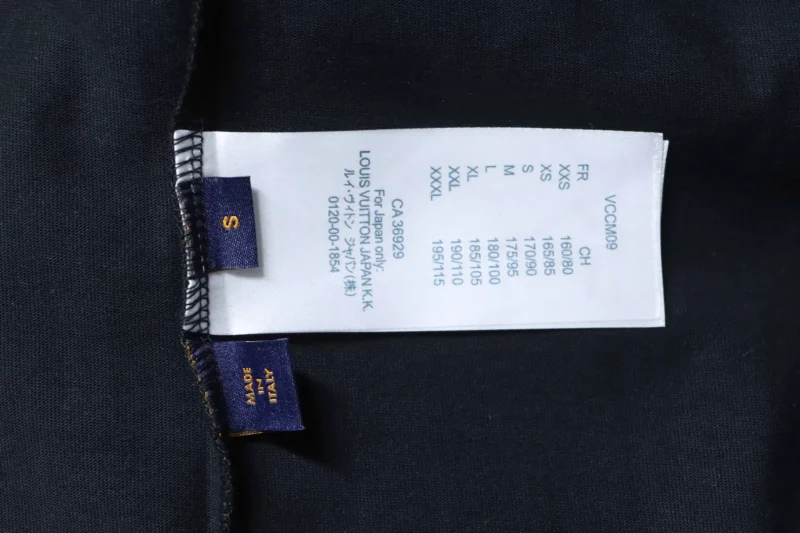 VCCM09
FR CH
XXS 160/80
XS 165/85
S 170/90
M 175/95
L 180/100
XL 185/105
XXL 190/110
XXXL 195/115
CA 36929
For Japan only:
LOUIS VUITTON JAPAN K.K.
ルイ・ヴィトン ジャパン(株)
0120-00-1854
S
MADE
IN
ITALY